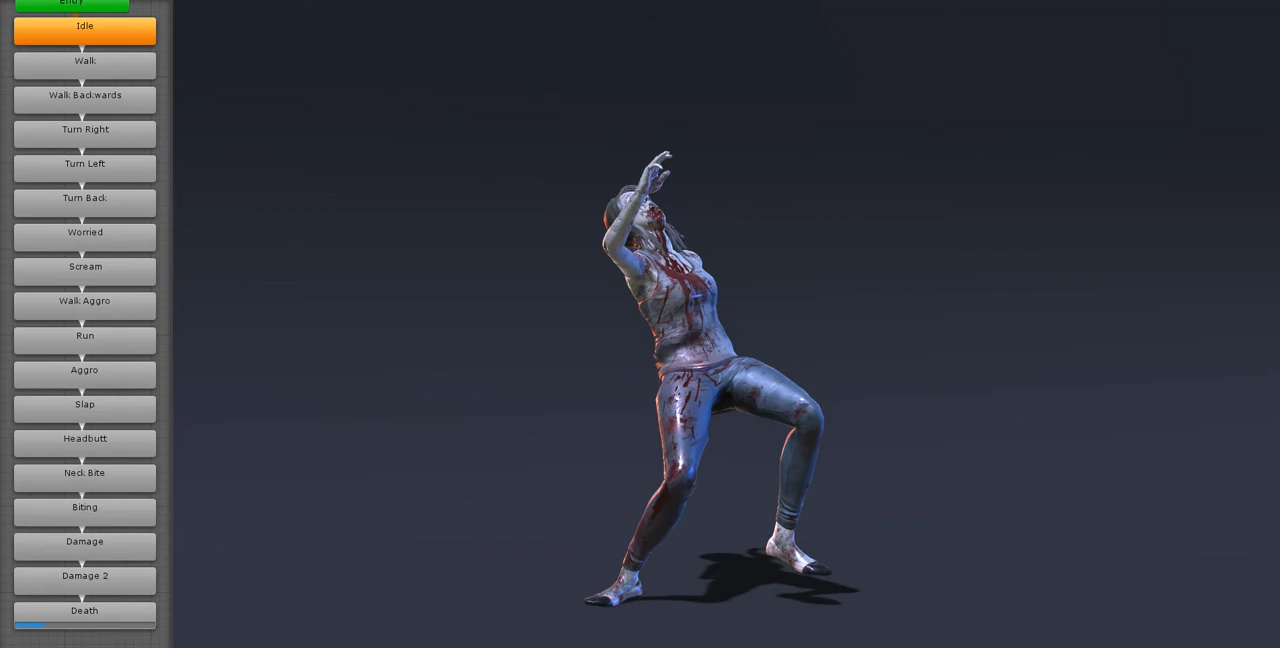 Entry
Idle
Walk
Walk Backwards
Turn Right
Turn Left
Turn Back
Worried
Scream
Walk Aggro
Run
Aggro
Slap
Headbutt
Neck Bite
Biting
Damage
Damage 2
Death